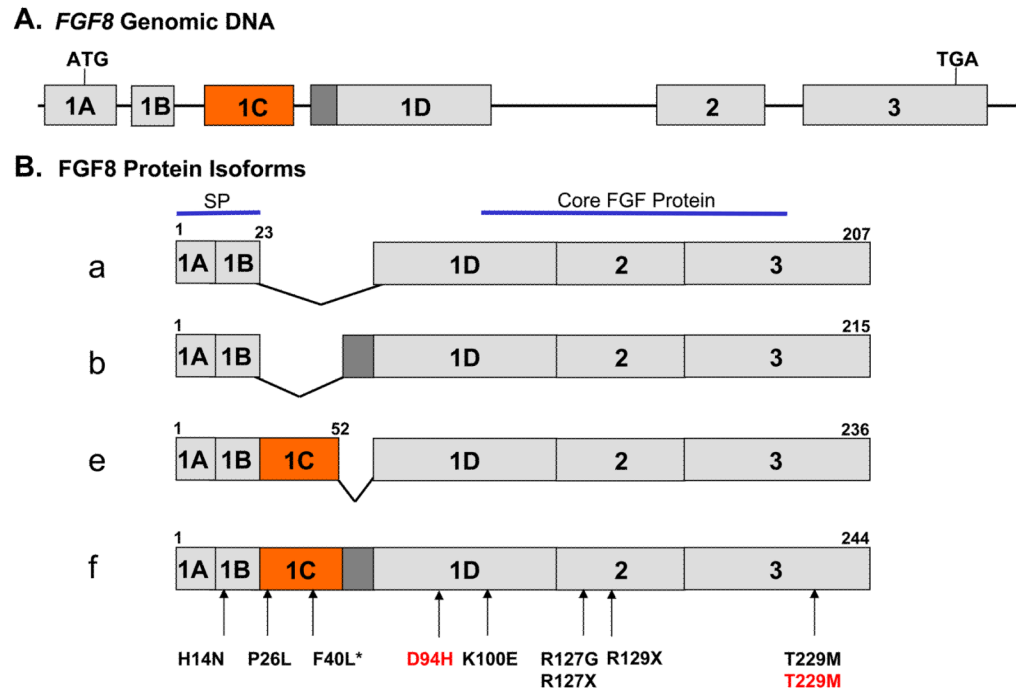 A. FGF8 Genomic DNA
ATG TGA
1A 1B 1C 1D 2 3
B. FGF8 Protein Isoforms
SP Core FGF Protein
1 23 207
a 1A 1B 1D 2 3
1 215
b 1A 1B 1D 2 3
1 52 236
e 1A 1B 1C 1D 2 3
1 244
f 1A 1B 1C 1D 2 3
H14N P26L F40L* D94H K100E R127G R129X T229M
R127X T229M